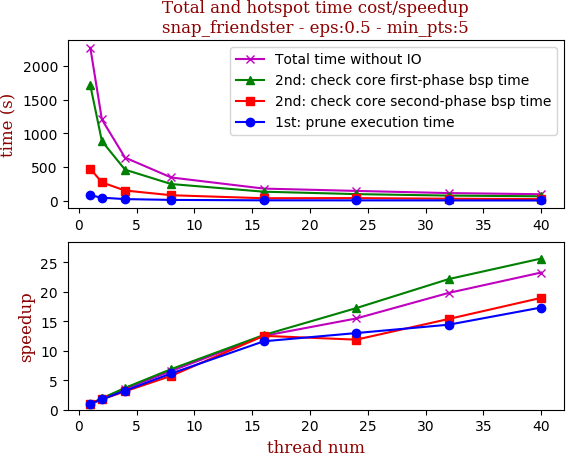 Total and hotspot time cost/speedup
snap_friendster - eps:0.5 - min_pts:5
time (s)
2000
1500
1000
500
0
Total time without IO
2nd: check core first-phase bsp time
2nd: check core second-phase bsp time
1st: prune execution time
0 5 10 15 20 25 30 35 40
speedup
25
20
15
10
5
0
0 5 10 15 20 25 30 35 40
thread num